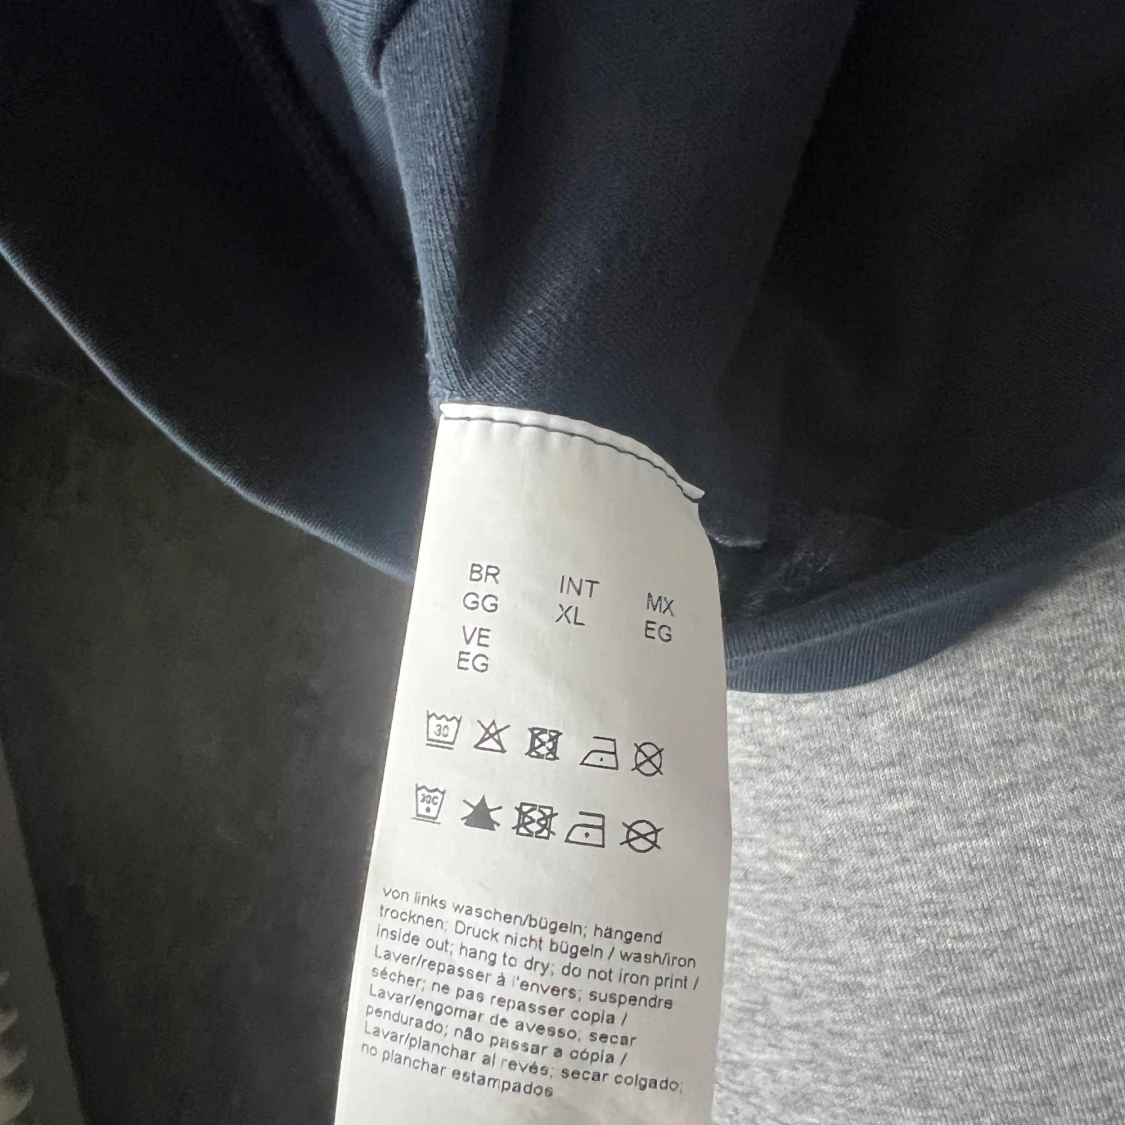 BR INT MX
GG XL EG
VE
EG
30
30C
von links waschen/bügeln; hängend
trocknen; Druck nicht bügeln / wash/iron
inside out; hang to dry; do not iron print /
Laver/repasser à l'envers; suspendre
sécher; ne pas repasser copia /
Lavar/engomar de avesso; secar
pendurado; não passar a cópia /
Lavar/planchar al revés; secar colgado;
no planchar estampados